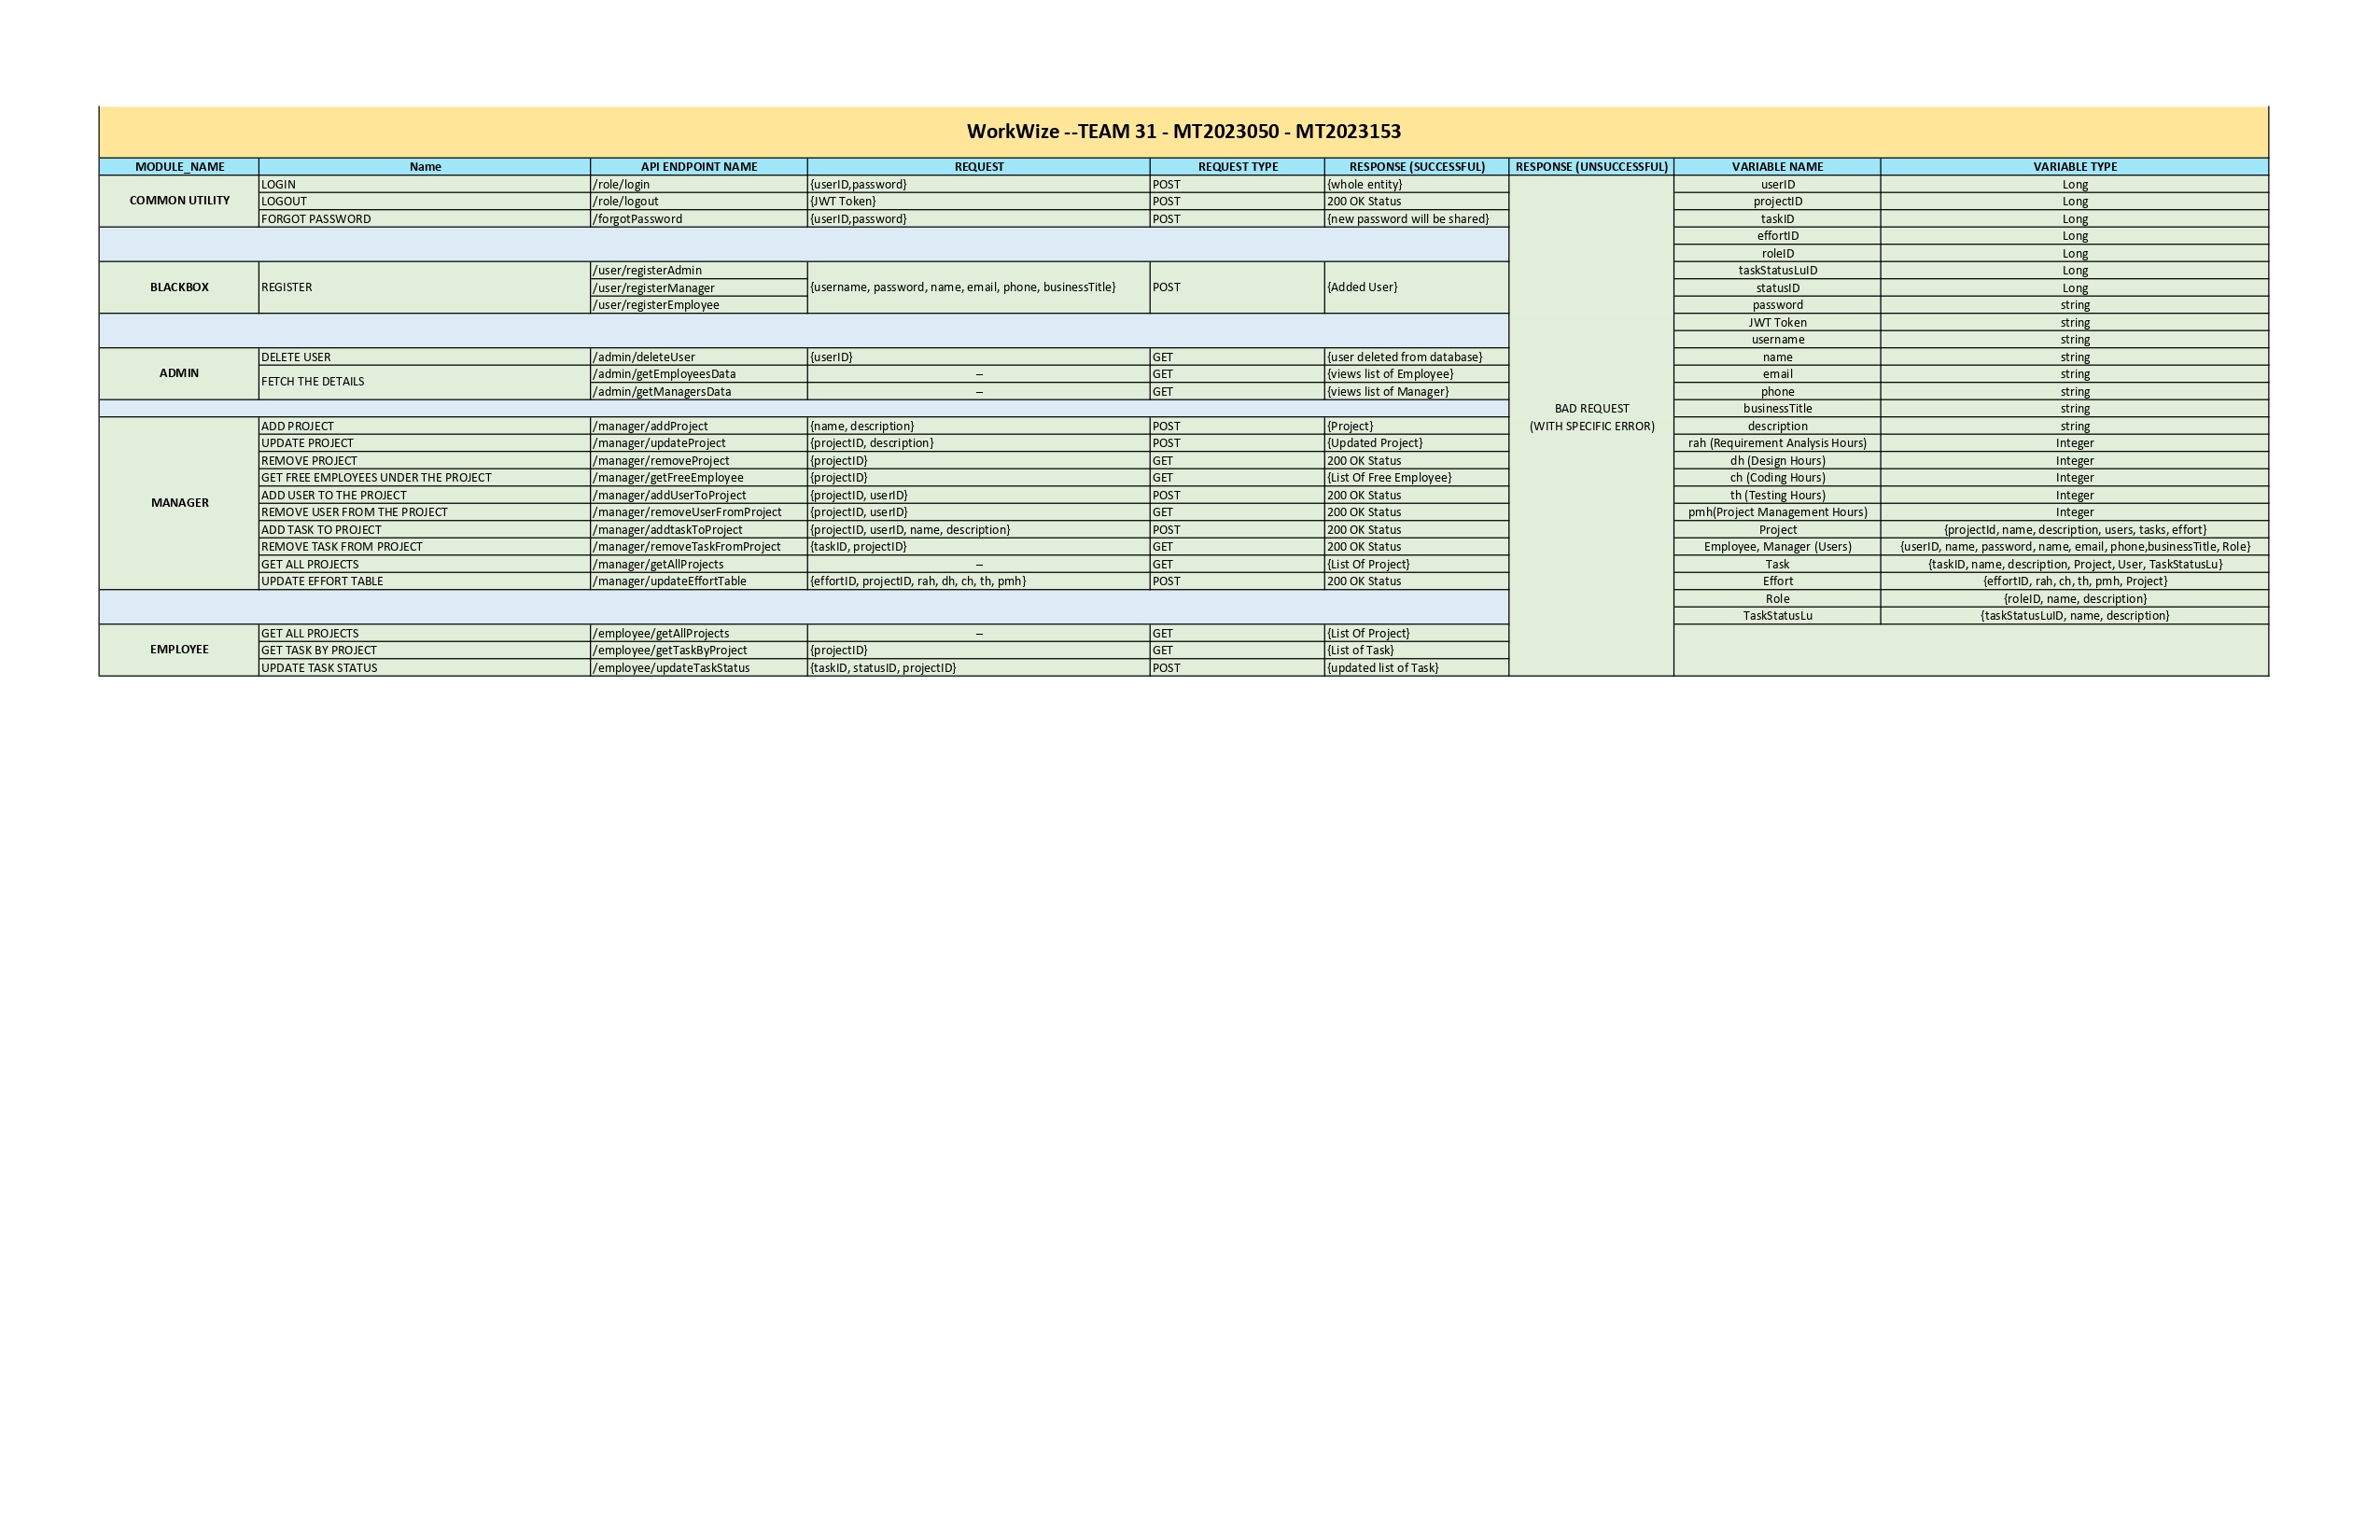 WorkWize --TEAM 31 - MT2023050 - MT2023153
MODULE_NAME Name API ENDPOINT NAME REQUEST REQUEST TYPE RESPONSE (SUCCESSFUL) RESPONSE (UNSUCCESSFUL) VARIABLE NAME VARIABLE TYPE
LOGIN /role/login {userID,password} POST {whole entity} userID Long
COMMON UTILITY LOGOUT /role/logout {JWT Token} POST 200 OK Status projectID Long
FORGOT PASSWORD /forgotPassword {userID,password} POST {new password will be shared} taskID Long
effortID Long
roleID Long
/user/registerAdmin taskStatusLuID Long
BLACKBOX REGISTER /user/registerManager {username, password, name, email, phone, businessTitle} POST {Added User} statusID Long
/user/registerEmployee password string
JWT Token string
username string
DELETE USER /admin/deleteUser {userID} GET {user deleted from database} name string
ADMIN FETCH THE DETAILS /admin/getEmployeesData -- GET {views list of Employee} email string
/admin/getManagersData -- GET {views list of Manager} phone string
BAD REQUEST businessTitle string
ADD PROJECT /manager/addProject {name, description} POST {Project} (WITH SPECIFIC ERROR) description string
UPDATE PROJECT /manager/updateProject {projectID, description} POST {Updated Project} rah (Requirement Analysis Hours) Integer
REMOVE PROJECT /manager/removeProject {projectID} GET 200 OK Status dh (Design Hours) Integer
GET FREE EMPLOYEES UNDER THE PROJECT /manager/getFreeEmployee {projectID} GET {List Of Free Employee} ch (Coding Hours) Integer
ADD USER TO THE PROJECT /manager/addUserToProject {projectID, userID} POST 200 OK Status th (Testing Hours) Integer
MANAGER REMOVE USER FROM THE PROJECT /manager/removeUserFromProject {projectID, userID} GET 200 OK Status pmh(Project Management Hours) Integer
ADD TASK TO PROJECT /manager/addtaskToProject {projectID, userID, name, description} POST 200 OK Status Project {projectId, name, description, users, tasks, effort}
REMOVE TASK FROM PROJECT /manager/removeTaskFromProject {taskID, projectID} GET 200 OK Status Employee, Manager (Users) {userID, name, password, name, email, phone,businessTitle, Role}
GET ALL PROJECTS /manager/getAllProjects -- GET {List Of Project} Task {taskID, name, description, Project, User, TaskStatusLu}
UPDATE EFFORT TABLE /manager/updateEffortTable {effortID, projectID, rah, dh, ch, th, pmh} POST 200 OK Status Effort {effortID, rah, ch, th, pmh, Project}
Role {roleID, name, description}
TaskStatusLu {taskStatusLuID, name, description}
GET ALL PROJECTS /employee/getAllProjects -- GET {List Of Project}
EMPLOYEE GET TASK BY PROJECT /employee/getTaskByProject {projectID} GET {List of Task}
UPDATE TASK STATUS /employee/updateTaskStatus {taskID, statusID, projectID} POST {updated list of Task}